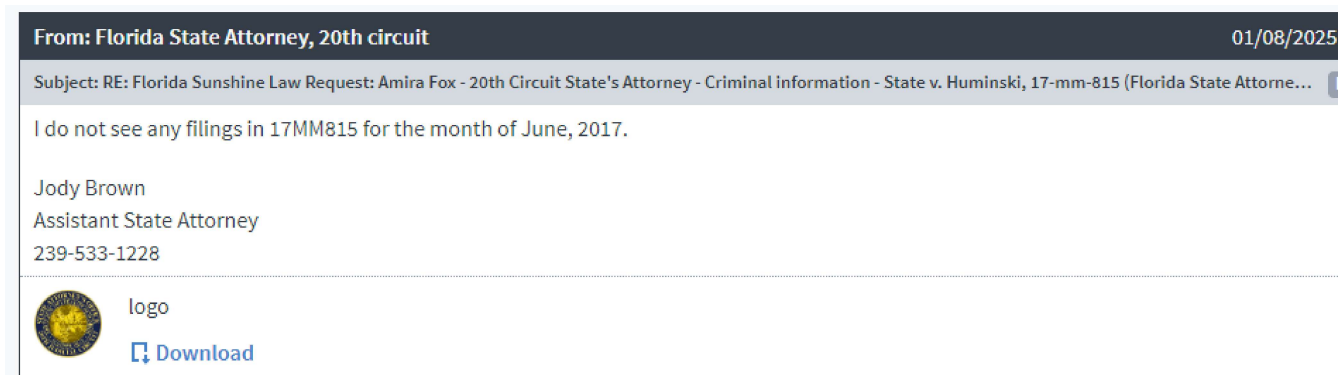 From: Florida State Attorney, 20th circuit 01/08/2025
Subject: RE: Florida Sunshine Law Request: Amira Fox - 20th Circuit State's Attorney - Criminal information - State v. Huminski, 17-mm-815 (Florida State Attorne...
I do not see any filings in 17MM815 for the month of June, 2017.
Jody Brown
Assistant State Attorney
239-533-1228
logo
Download